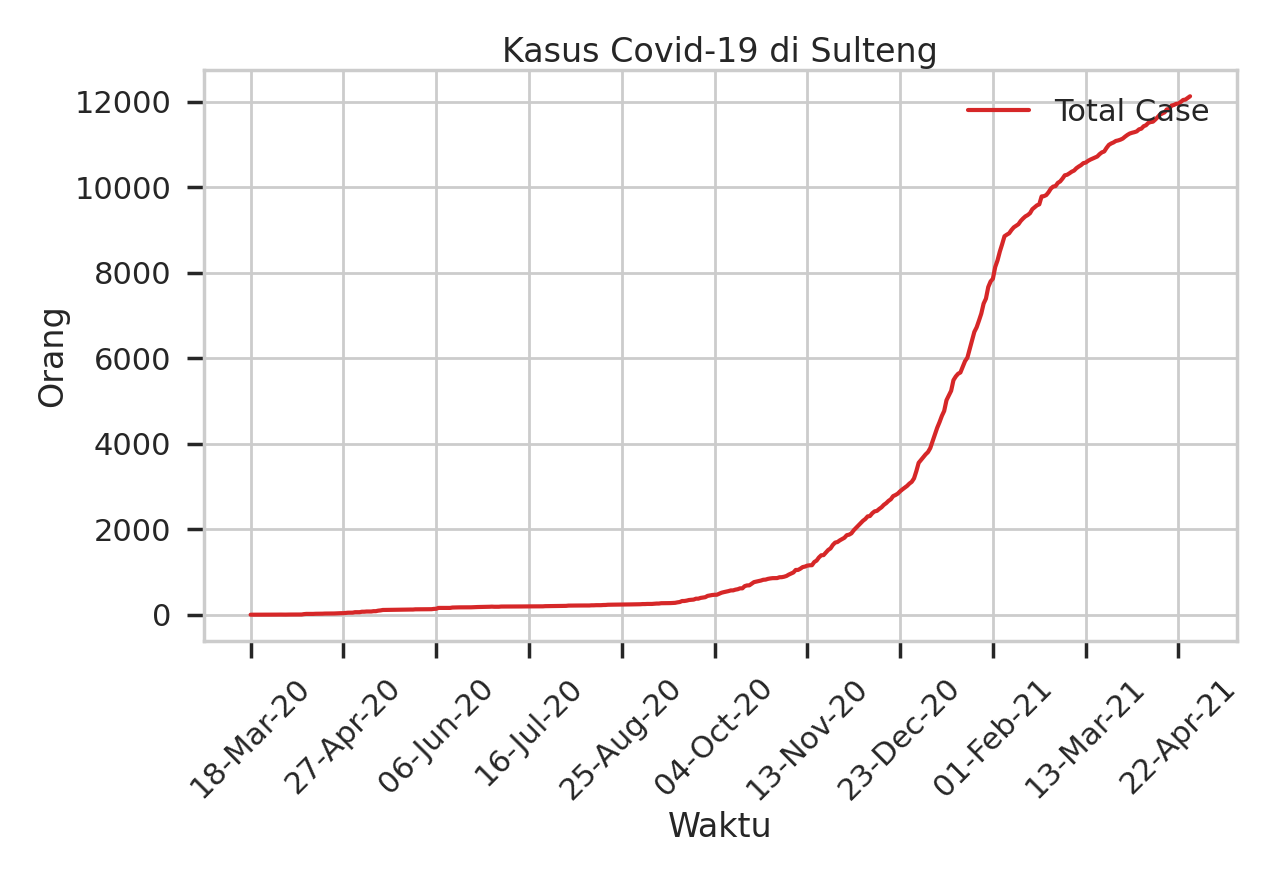 Kasus Covid-19 di Sulteng
Total Case
12000
10000
8000
6000
4000
2000
0
Orang
18-Mar-20
27-Apr-20
06-Jun-20
16-Jul-20
25-Aug-20
04-Oct-20
13-Nov-20
23-Dec-20
01-Feb-21
13-Mar-21
22-Apr-21
Waktu